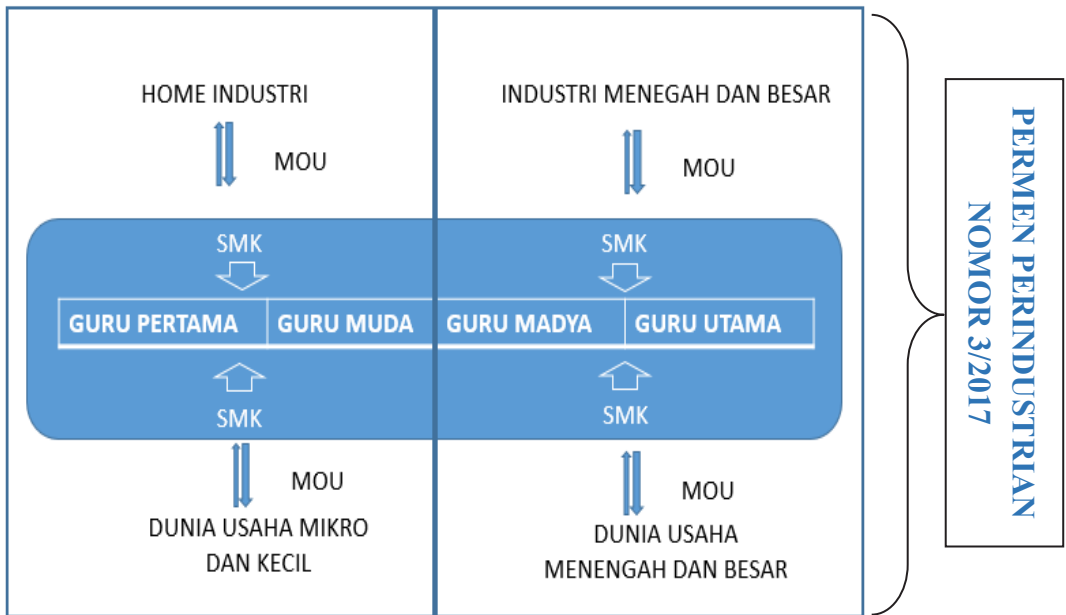 HOME INDUSTRI
INDUSTRI MENEGAH DAN BESAR
MOU
MOU
SMK
SMK
GURU PERTAMA
GURU MUDA
GURU MADYA
GURU UTAMA
SMK
SMK
MOU
MOU
DUNIA USAHA MIKRO
DAN KECIL
DUNIA USAHA
MENENGAH DAN BESAR
PERMEN PERINDUSTRIAN
NOMOR 3/2017